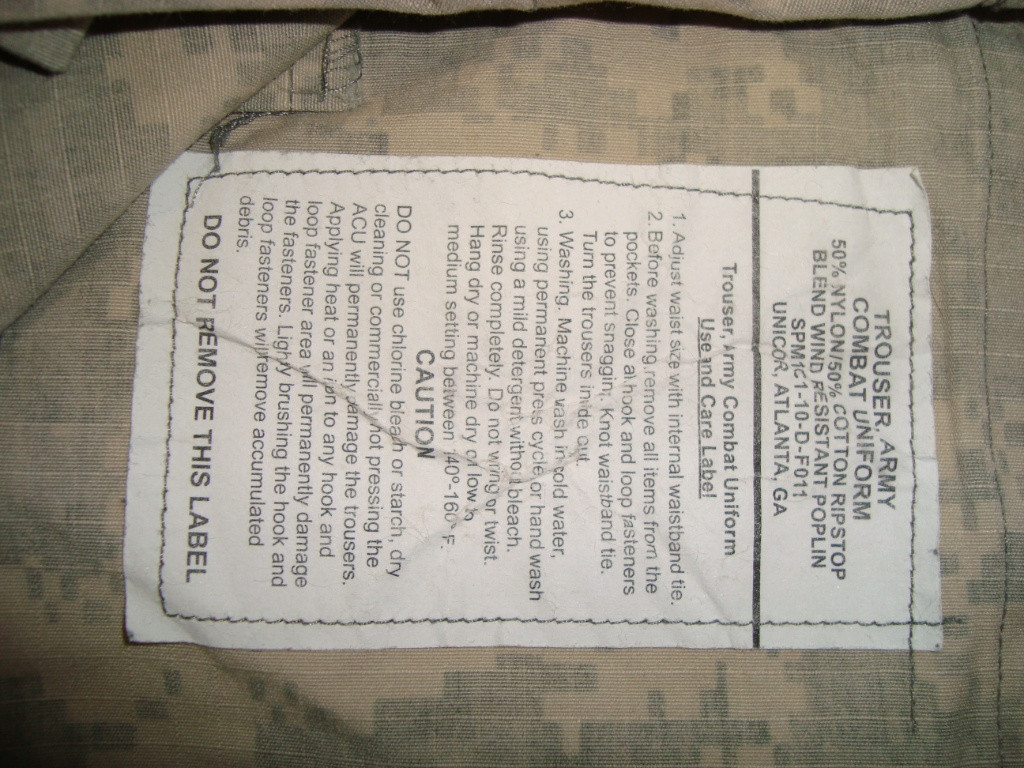 TROUSER, ARMY
COMBAT UNIFORM
50% NYLON/50% COTTON RIPSTOP
BLEND WIND RESISTANT POPLIN
SPM1C1-10-D-F011
UNICOR, ATLANTA, GA
Trouser, Army Combat Uniform
Use and Care Label
1. Adjust waist size with internal waistband tie.
2. Before washing, remove all items from the
pockets. Close all hook and loop fasteners
to prevent snagging. Knot waistband tie.
Turn the trousers inside out.
3. Washing. Machine wash in cold water,
using permanent press cycle, or hand wash
using a mild detergent without bleach.
Rinse completely. Do not wring or twist.
Hang dry or machine dry on low to
medium setting between 140°-160° F.
CAUTION
DO NOT use chlorine bleach or starch, dry
cleaning or commercially hot pressing the
ACU will permanently damage the trousers.
Applying heat or an iron to any hook and
loop fastener area will permanently damage
the fasteners. Lightly brushing the hook and
loop fasteners will remove accumulated
debris.
DO NOT REMOVE THIS LABEL